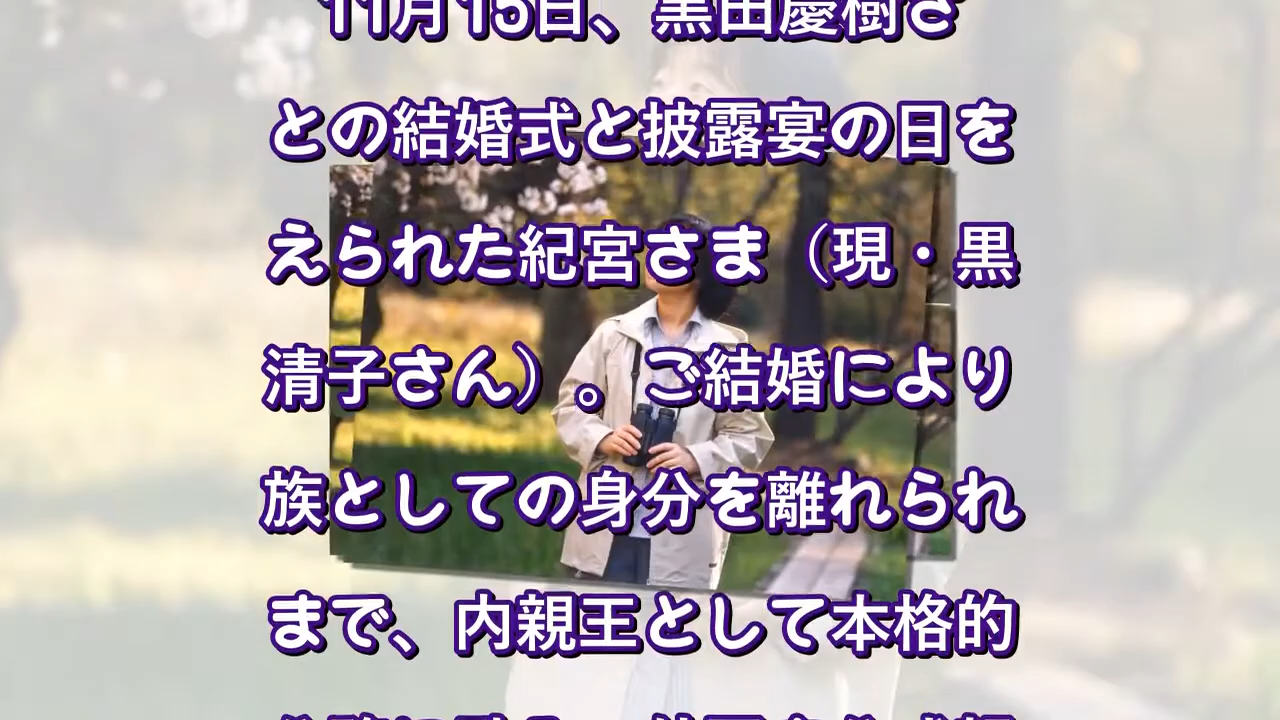 11月15日、黒田慶樹さ
との結婚式と披露宴の日を
えられた紀宮さま（現・黒
清子さん）。ご結婚により
族としての身分を離れられ
まで、内親王として本格的